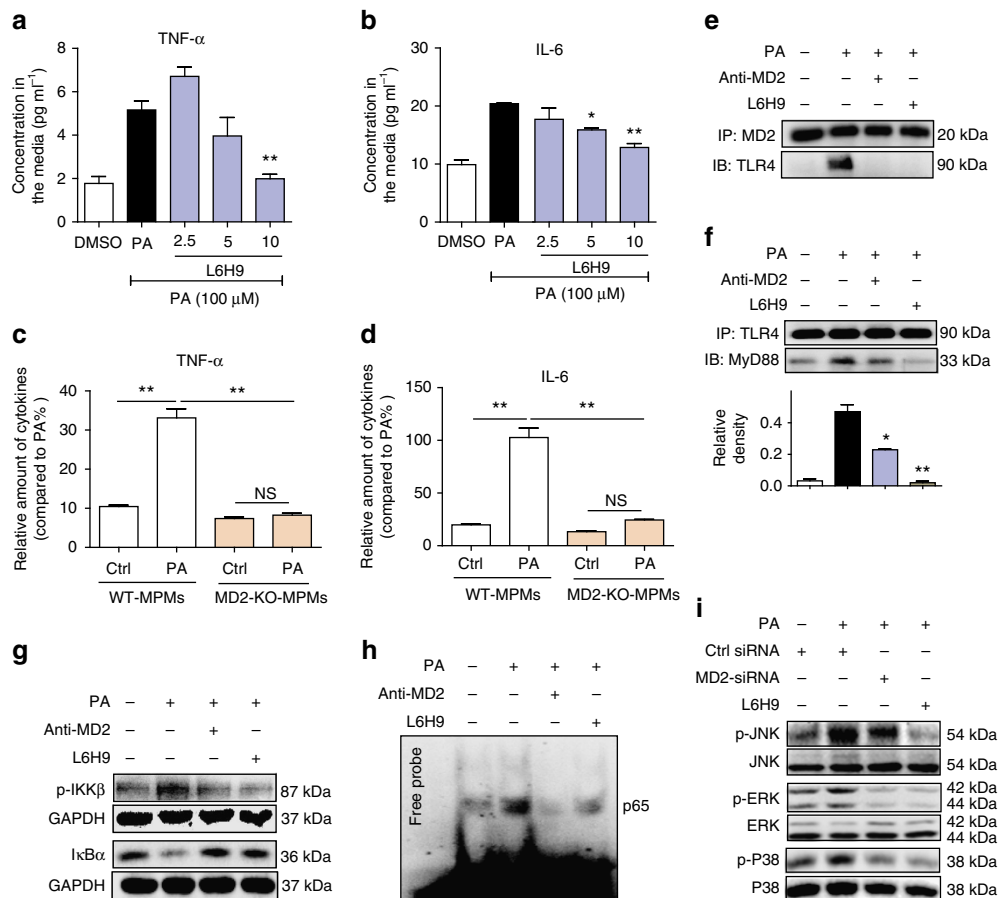 a
TNF-α
Concentration in
the media (pg ml⁻¹)
8
6
4
2
0
DMSO PA 2.5 5 10
**
L6H9
PA (100 μM)
b
IL-6
Concentration in
the media (pg ml⁻¹)
30
20
10
0
DMSO PA 2.5 5 10
* **
L6H9
PA (100 μM)
c
TNF-α
Relative amount of cytokines
(compared to PA%)
40
30
20
10
0
** **
NS
Ctrl PA Ctrl PA
WT-MPMs MD2-KO-MPMs
d
IL-6
Relative amount of cytokines
(compared to PA%)
150
100
50
0
** **
NS
Ctrl PA Ctrl PA
WT-MPMs MD2-KO-MPMs
e
PA – + + +
Anti-MD2 – – + –
L6H9 – – – +
IP: MD2 20 kDa
IB: TLR4 90 kDa
f
PA – + + +
Anti-MD2 – – + –
L6H9 – – – +
IP: TLR4 90 kDa
IB: MyD88 33 kDa
Relative
density
0.4
0.2
0.0
* **
g
PA – + + +
Anti-MD2 – – + –
L6H9 – – – +
p-IKKβ 87 kDa
GAPDH 37 kDa
IκBα 36 kDa
GAPDH 37 kDa
h
PA – + + +
Anti-MD2 – – + –
L6H9 – – – +
Free probe
p65
i
PA – + + +
Ctrl siRNA + + – –
MD2-siRNA – – + –
L6H9 – – – +
p-JNK 54 kDa
JNK 54 kDa
p-ERK 42 kDa
44 kDa
ERK 42 kDa
44 kDa
p-P38 38 kDa
P38 38 kDa